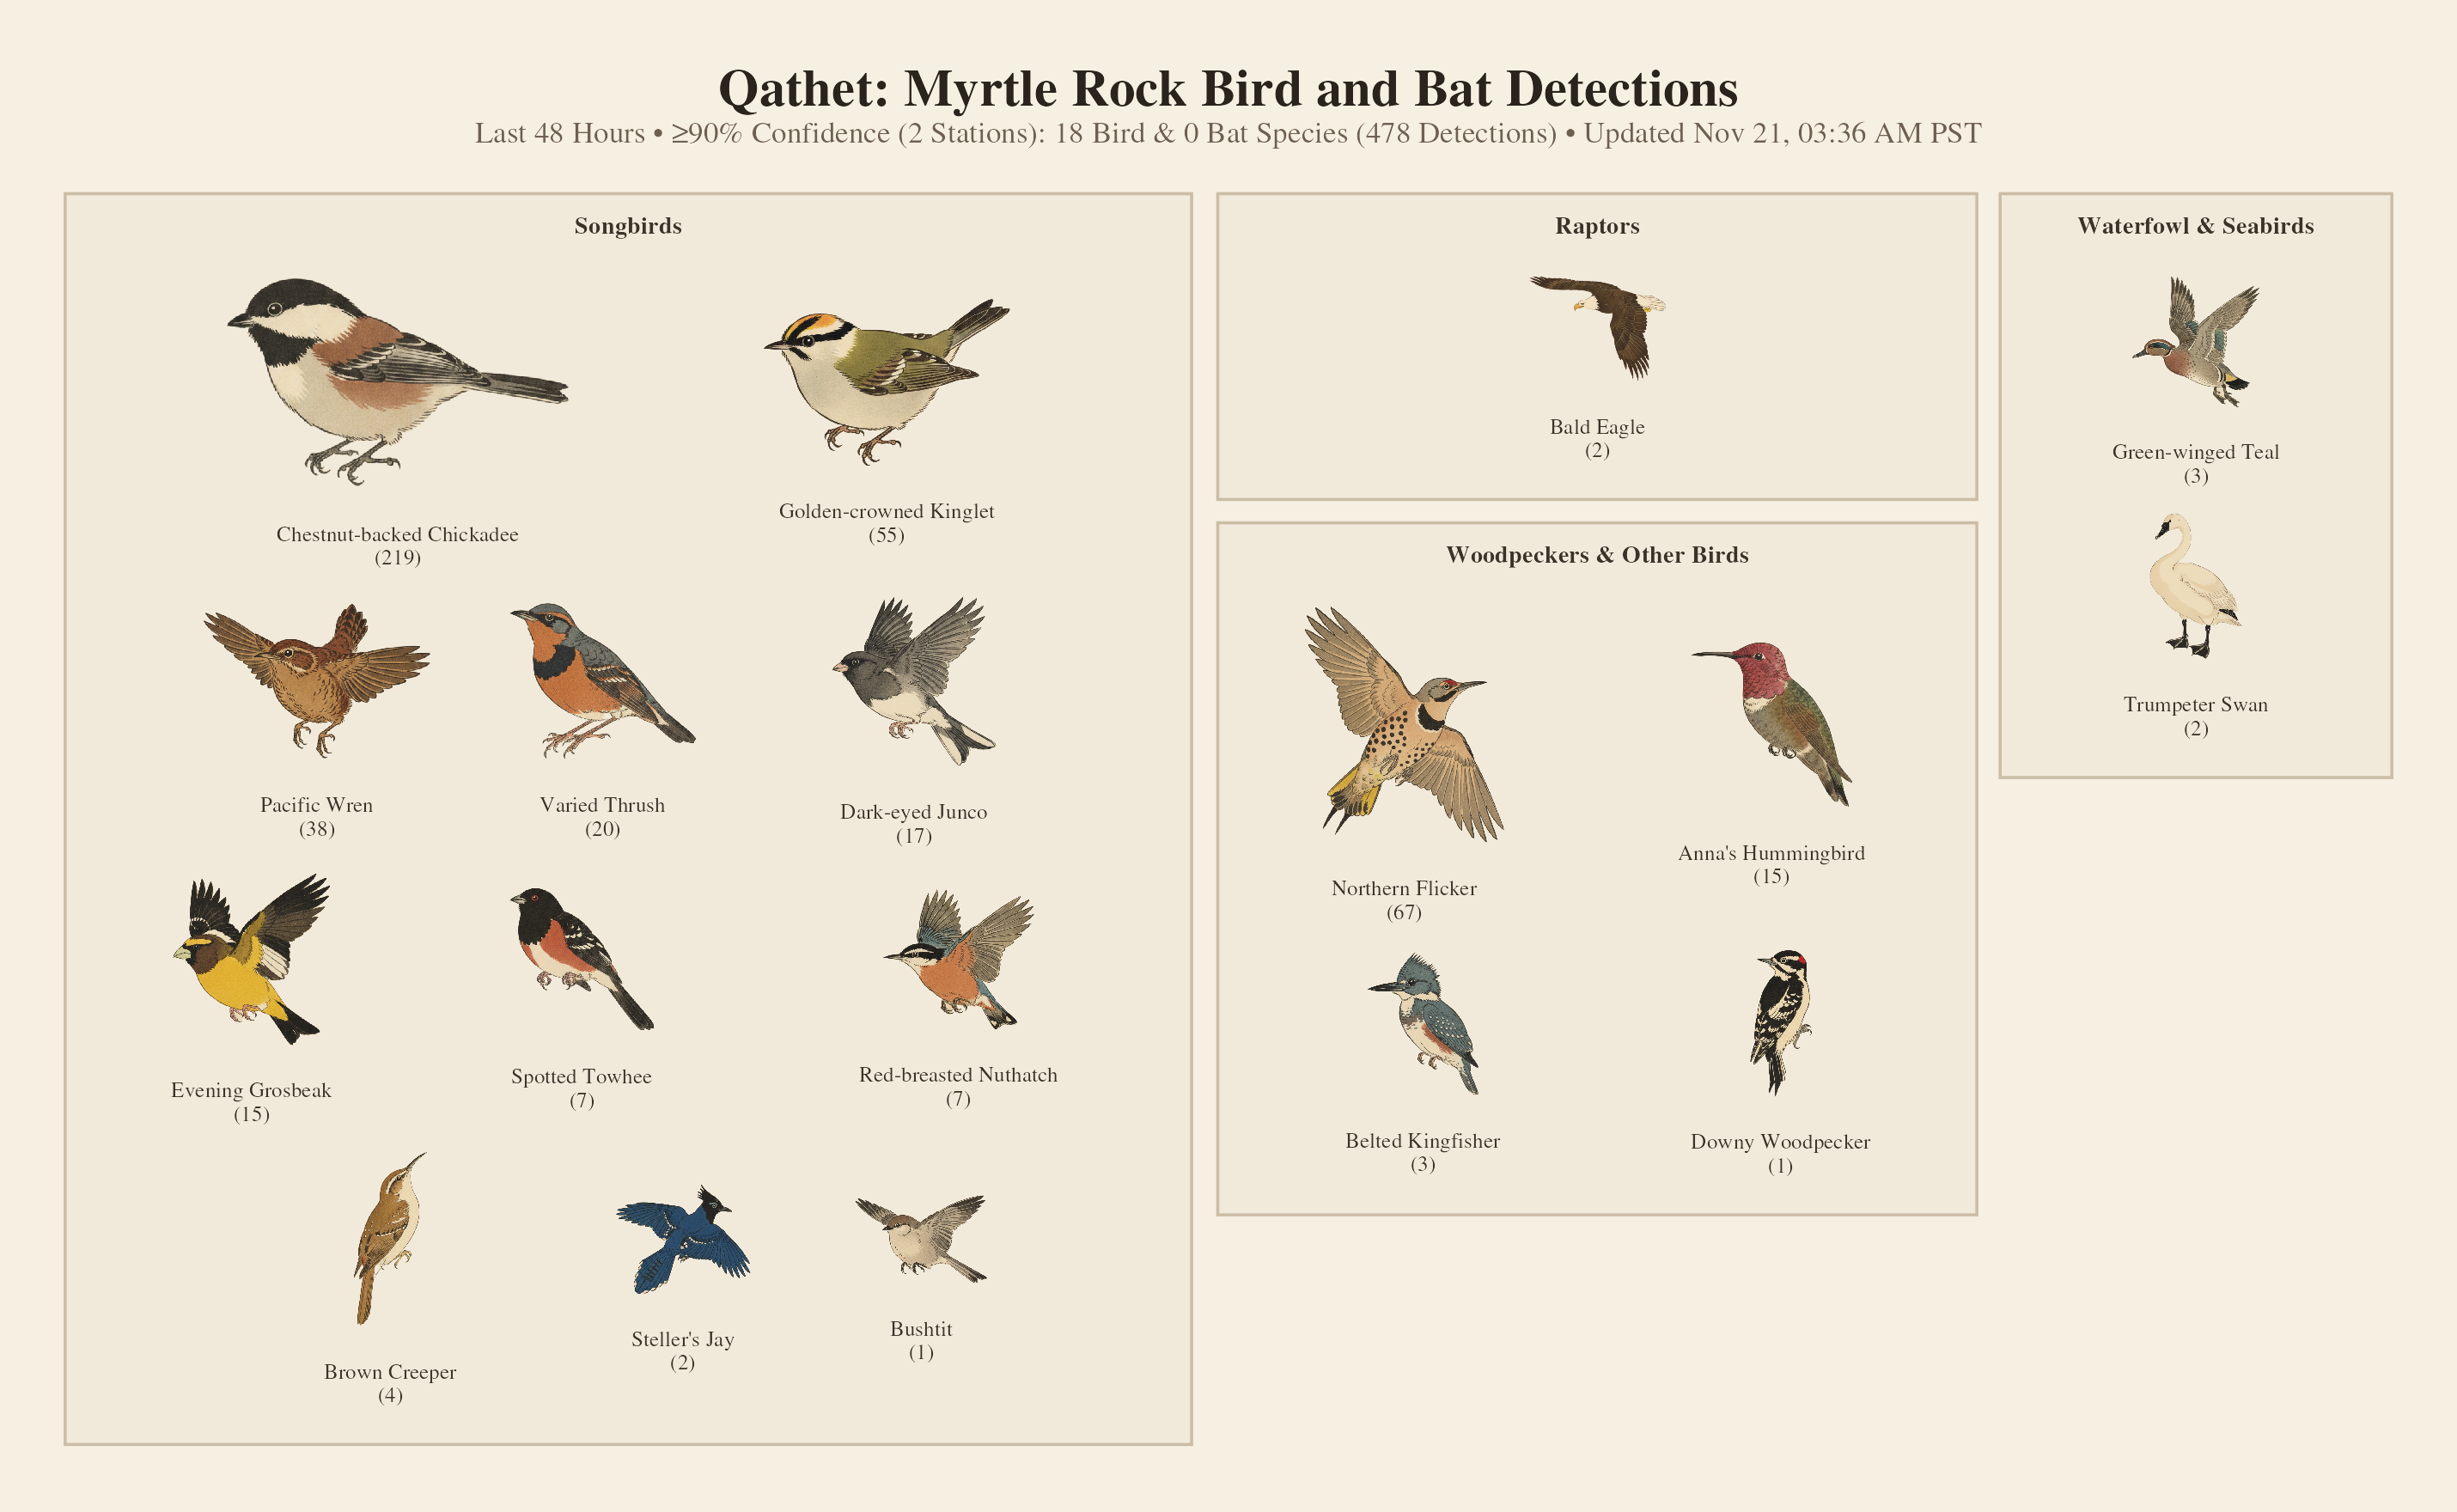 Qathet: Myrtle Rock Bird and Bat Detections
Last 48 Hours • ≥90% Confidence (2 Stations): 18 Bird & 0 Bat Species (478 Detections) • Updated Nov 21, 03:36 AM PST
Songbirds
Chestnut-backed Chickadee
(219)
Golden-crowned Kinglet
(55)
Pacific Wren
(38)
Varied Thrush
(20)
Dark-eyed Junco
(17)
Evening Grosbeak
(15)
Spotted Towhee
(7)
Red-breasted Nuthatch
(7)
Brown Creeper
(4)
Steller's Jay
(2)
Bushtit
(1)
Raptors
Bald Eagle
(2)
Woodpeckers & Other Birds
Northern Flicker
(67)
Anna's Hummingbird
(15)
Belted Kingfisher
(3)
Downy Woodpecker
(1)
Waterfowl & Seabirds
Green-winged Teal
(3)
Trumpeter Swan
(2)